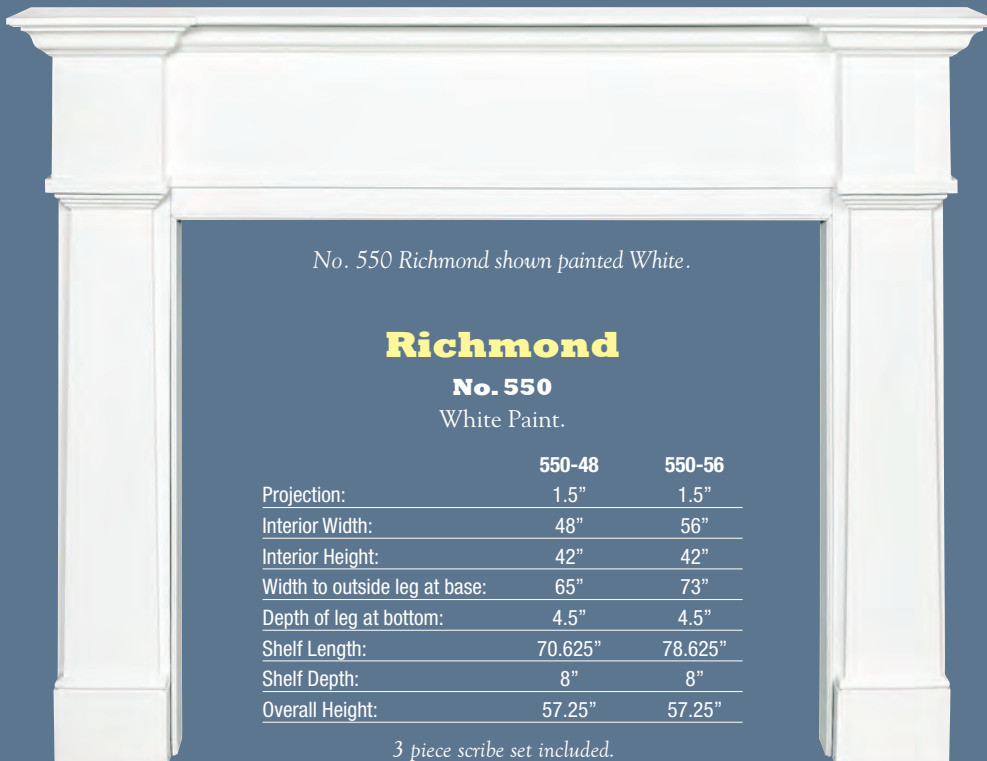 No. 550 Richmond shown painted White.
Richmond
No. 550
White Paint.
550-48 550-56
Projection: 1.5” 1.5”
Interior Width: 48” 56”
Interior Height: 42” 42”
Width to outside leg at base: 65” 73”
Depth of leg at bottom: 4.5” 4.5”
Shelf Length: 70.625” 78.625”
Shelf Depth: 8” 8”
Overall Height: 57.25” 57.25”
3 piece scribe set included.